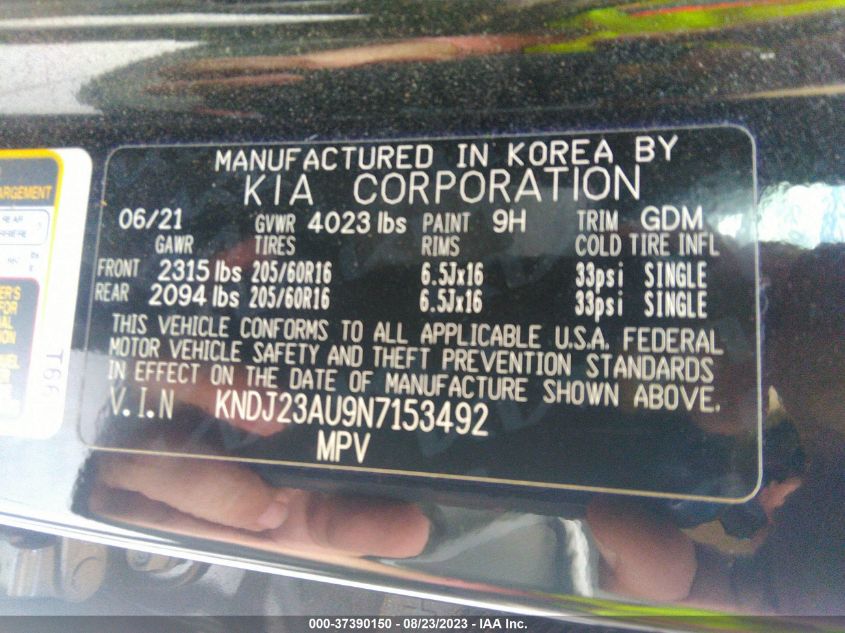 MANUFACTURED IN KOREA BY
KIA CORPORATION
06/21 GVWR 4023 lbs PAINT 9H TRIM GDM
GAWR TIRES RIMS COLD TIRE INFL
FRONT 2315 lbs 205/60R16 6.5Jx16 33psi SINGLE
REAR 2094 lbs 205/60R16 6.5Jx16 33psi SINGLE
THIS VEHICLE CONFORMS TO ALL APPLICABLE U.S.A. FEDERAL
MOTOR VEHICLE SAFETY AND THEFT PREVENTION STANDARDS
IN EFFECT ON THE DATE OF MANUFACTURE SHOWN ABOVE.
V.I.N KNDJ23AU9N7153492
MPV
T66
000-37390150 - 08/23/2023 - IAA Inc.